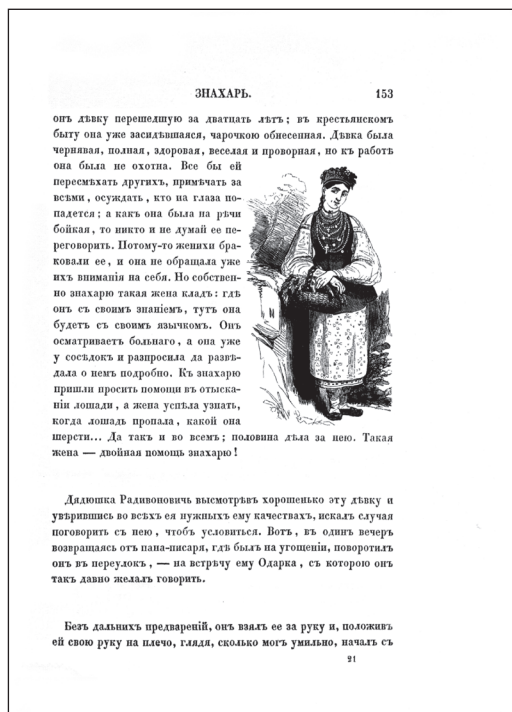 ЗНАХАРЬ. 153
онъ дѣвку перешедшую за дватцать лѣтъ; въ крестьянскомъ
быту она уже засидѣвшаяся, чарочкою обнесенная. Дѣвка была
чернявая, полная, здоровая, веселая и проворная, но къ работѣ
она была не охотна. Все бы ей
пересмѣхать другихъ, примѣчать за
всѣми, осуждать, кто на глаза по-
падется; а какъ она была на рѣчи
бойкая, то никто и не думай ее пе-
реговорить. Потому-то женихи бра-
ковали ее, и она не обращала уже
ихъ вниманія на себя. Но собствен-
но знахарю такая жена кладъ: гдѣ
онъ съ своимъ знаніемъ, тутъ она
будетъ съ своимъ язычкомъ. Онъ
осматриваетъ больнаго, а она уже
у сосѣдокъ и разпросила да развѣ-
дала о немъ подробно. Къ знахарю
пришли просить помощи въ отыска-
ніи лошади, а жена успѣла узнать,
когда лошадь пропала, какой она
шерсти... Да такъ и во всемъ; половина дѣла за нею. Такая
жена — двойная помощь знахарю!
Дядюшка Радивоновичь высмотрѣвъ хорошенько эту дѣвку и
увѣрившись во всѣхъ ея нужныхъ ему качествахъ, искалъ случая
поговорить съ нею, чтобъ условиться. Вотъ, въ одинъ вечеръ
возвращаясь отъ пана-писаря, гдѣ былъ на угощеніи, поворотилъ
онъ въ переулокъ, — на встрѣчу ему Одарка, съ которою онъ
такъ давно желалъ говорить.
Безъ дальнихъ предвареній, онъ взялъ ее за руку и, положивъ
ей свою руку на плечо, глядя, сколько могъ умильно, началъ съ
21